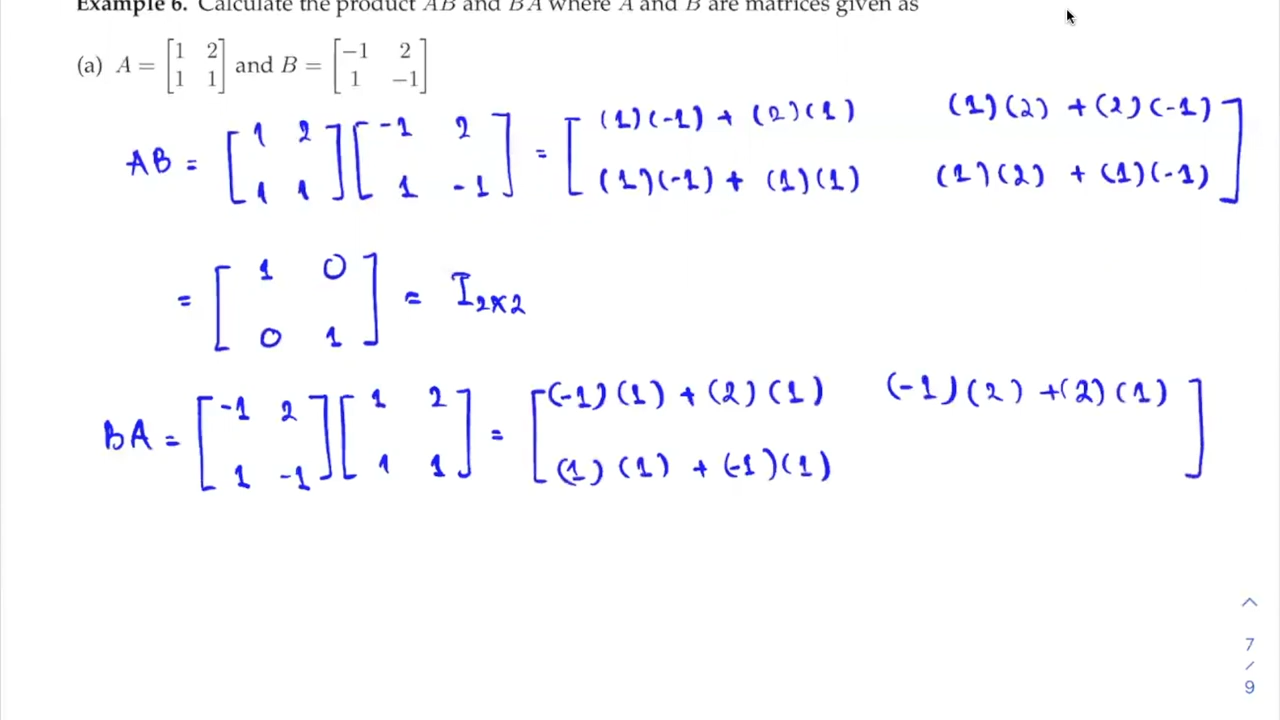 Example 6. Calculate the product AB and BA where A and B are matrices given as
(a) A = [1 2; 1 1] and B = [−1 2; 1 −1]
AB = [1 2; 1 1] [-1 2; 1 -1] = [(1)(-1) + (2)(1) (1)(2) + (2)(-1); (1)(-1) + (1)(1) (1)(2) + (1)(-1)]
= [1 0; 0 1] = I2×2
BA = [-1 2; 1 -1] [1 2; 1 1] = [(-1)(1) + (2)(1) (-1)(2) + (2)(1); (1)(1) + (-1)(1)]
7
/
9